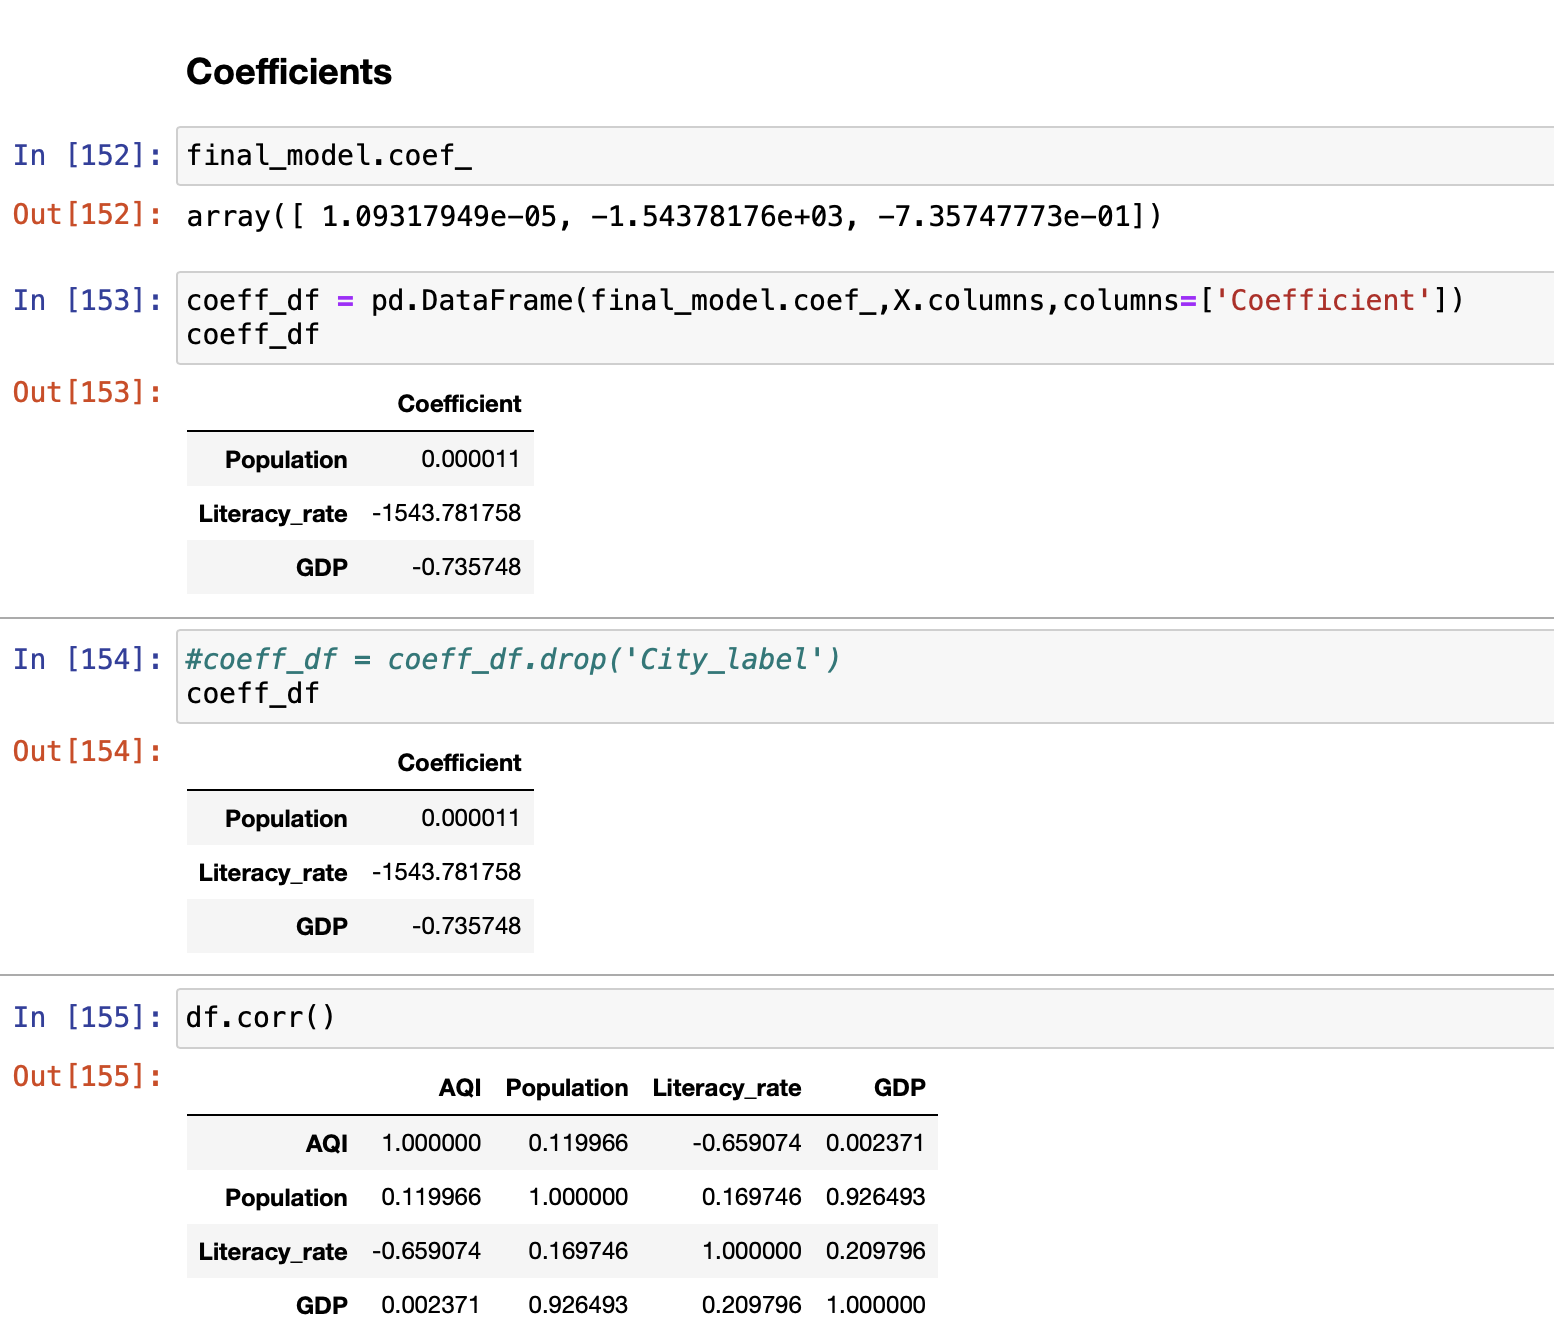 Coefficients
In [152]: final_model.coef_
Out[152]: array([ 1.09317949e-05, -1.54378176e+03, -7.35747773e-01])
In [153]: coeff_df = pd.DataFrame(final_model.coef_,X.columns,columns=['Coefficient'])
coeff_df
Out[153]:
Coefficient
Population 0.000011
Literacy_rate -1543.781758
GDP -0.735748
In [154]: #coeff_df = coeff_df.drop('City_label')
coeff_df
Out[154]:
Coefficient
Population 0.000011
Literacy_rate -1543.781758
GDP -0.735748
In [155]: df.corr()
Out[155]:
AQI Population Literacy_rate GDP
AQI 1.000000 0.119966 -0.659074 0.002371
Population 0.119966 1.000000 0.169746 0.926493
Literacy_rate -0.659074 0.169746 1.000000 0.209796
GDP 0.002371 0.926493 0.209796 1.000000